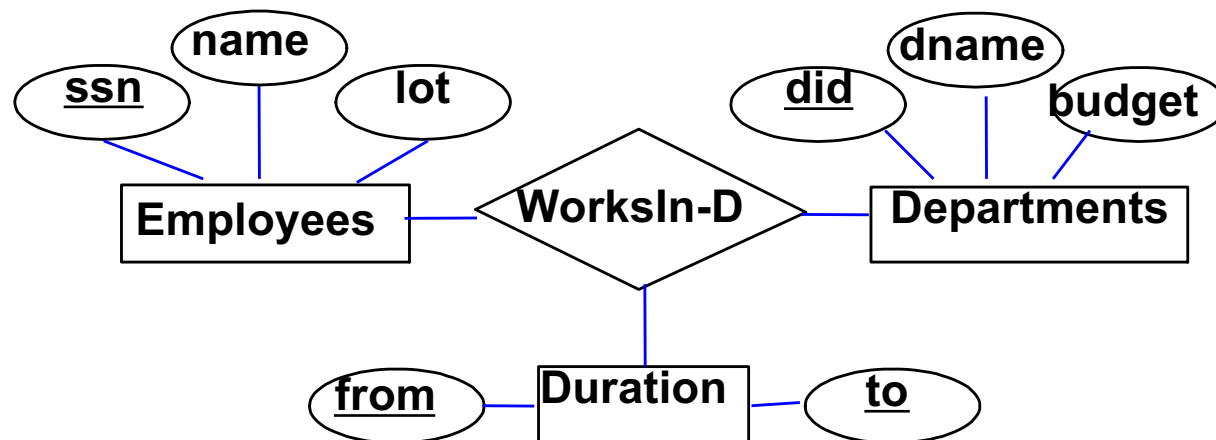 name
ssn
lot
dname
did
budget
Employees
WorksIn-D
Departments
from
Duration
to